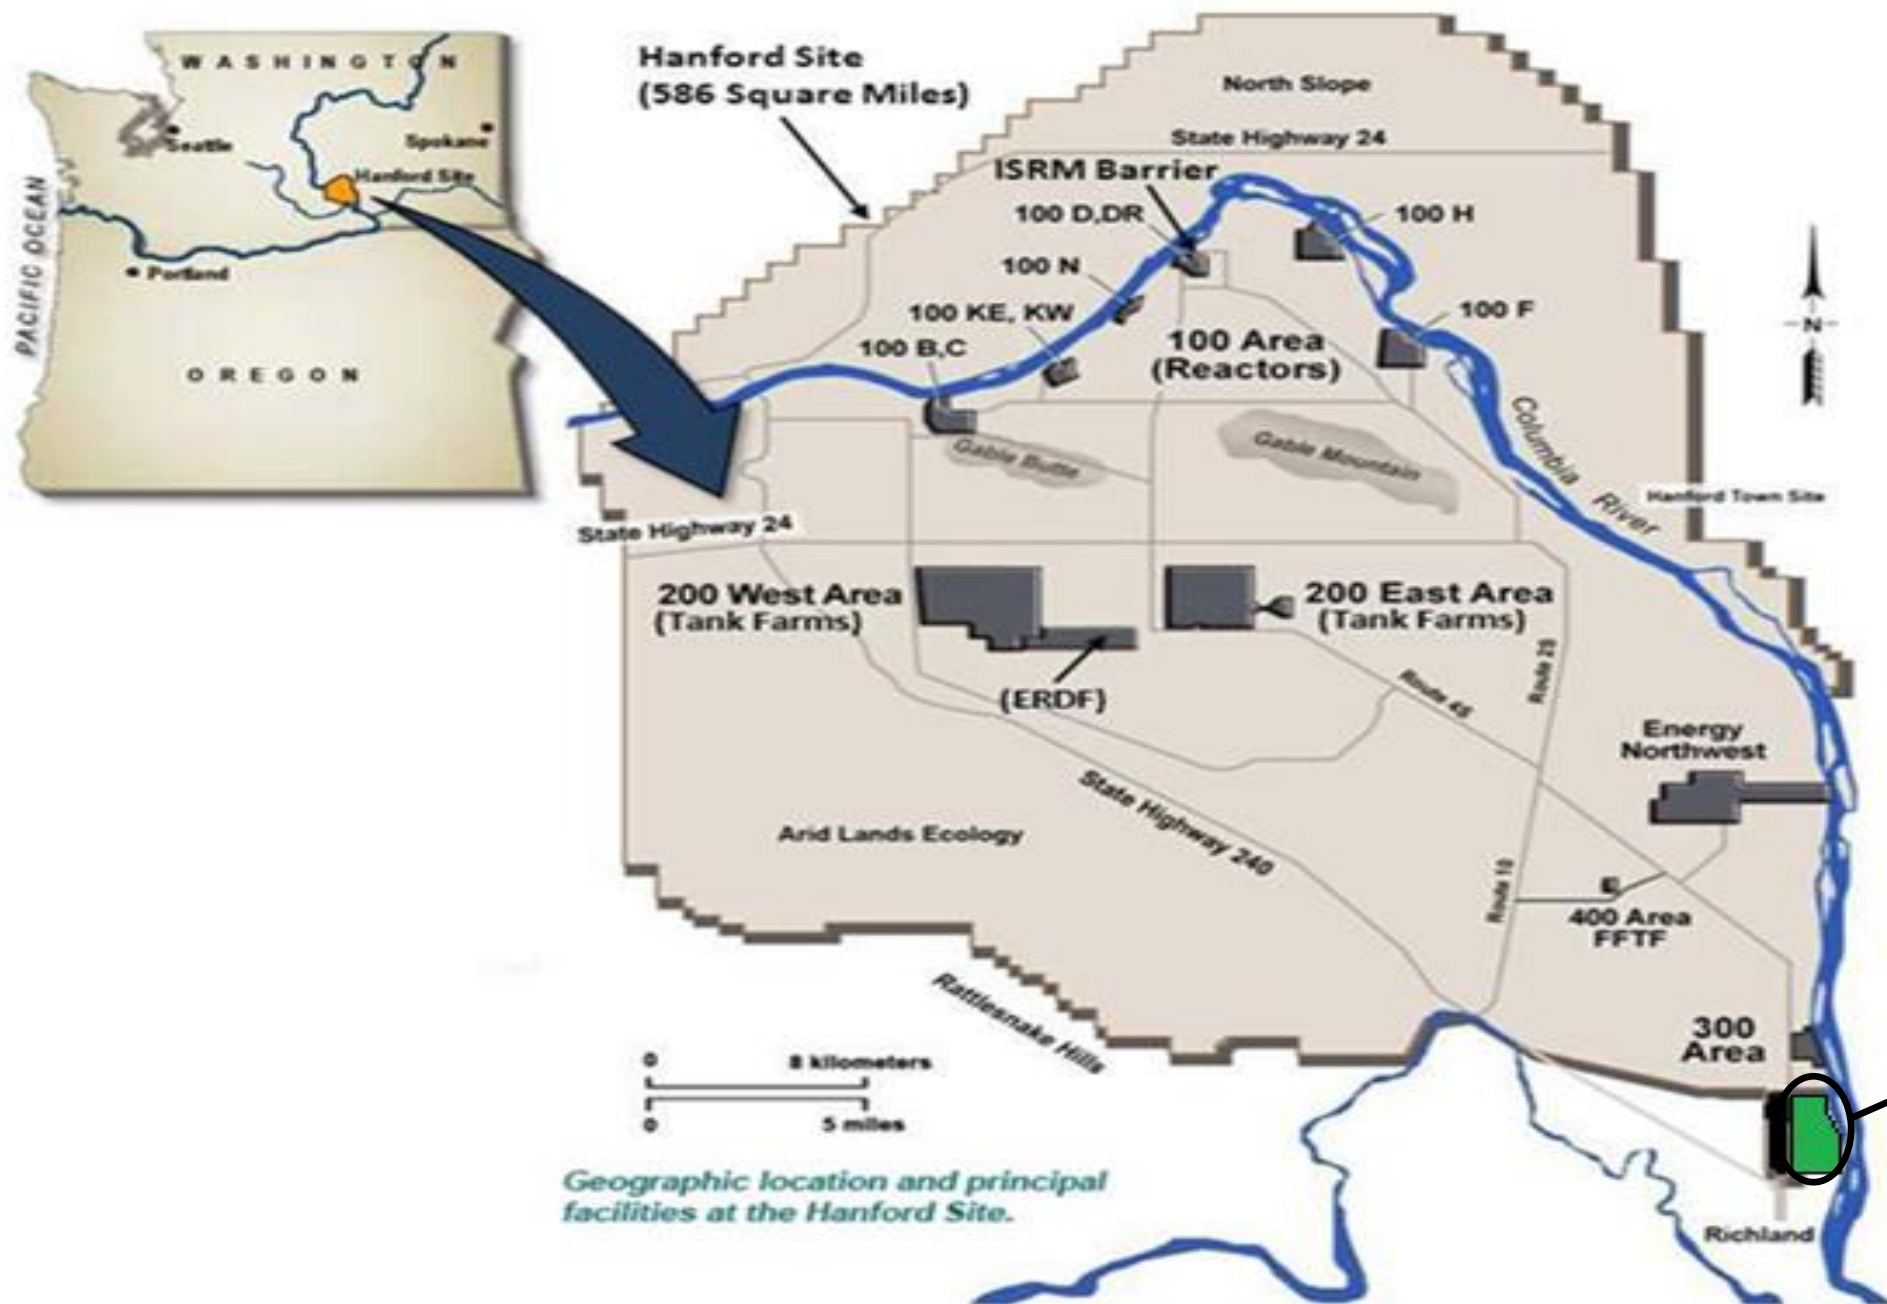 WASHINGTON
Seattle
Spokane
Hanford Site
PACIFIC OCEAN
Portland
OREGON
Hanford Site
(586 Square Miles)
North Slope
State Highway 24
ISRM Barrier
100 D,DR
100 H
100 N
100 KE, KW
100 F
100 B,C
100 Area
(Reactors)
N
Gable Butte
Gable Mountain
Columbia River
Hanford Town Site
State Highway 24
200 West Area
(Tank Farms)
200 East Area
(Tank Farms)
(ERDF)
Route 45
Energy
Northwest
State Highway 240
Arid Lands Ecology
Route 10
400 Area
FFTF
Rattlesnake Hills
300
Area
0 8 kilometers
0 5 miles
Geographic location and principal
facilities at the Hanford Site.
Richland